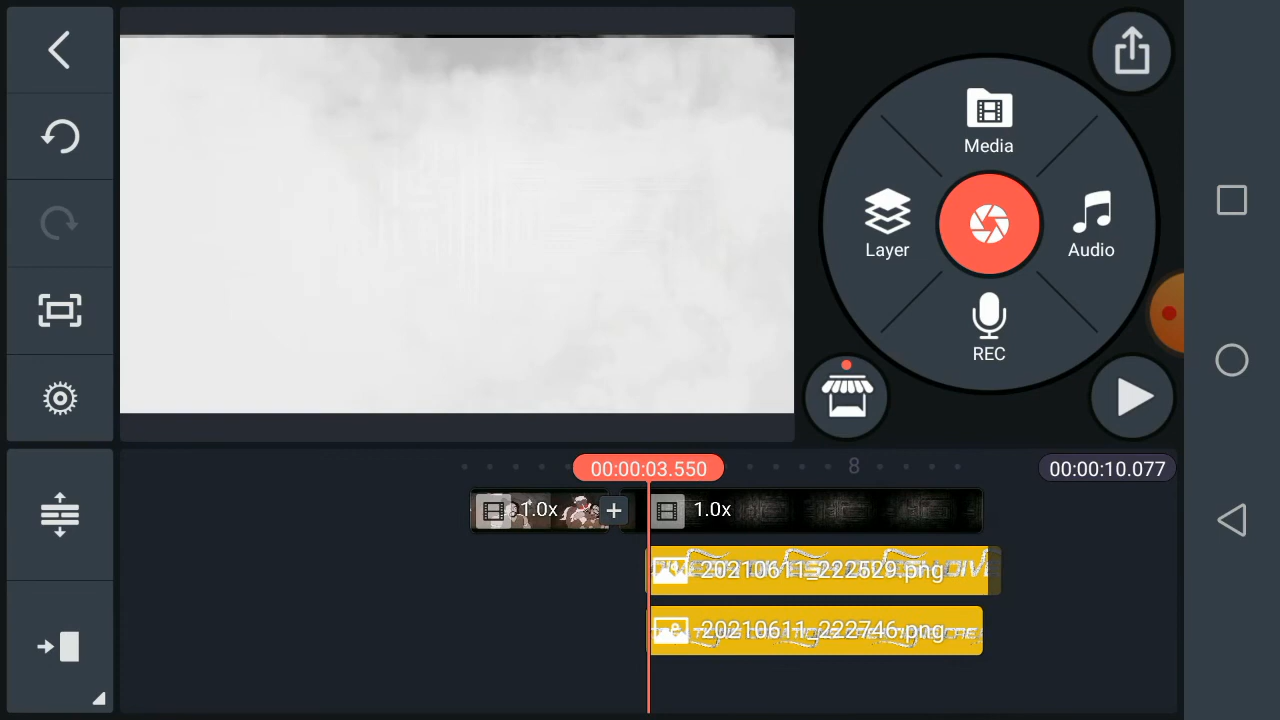 Media
Layer
Audio
REC
00:00:03.550
8
00:00:10.077
1.0x
1.0x
20210611_222529.png
20210611_222746.png